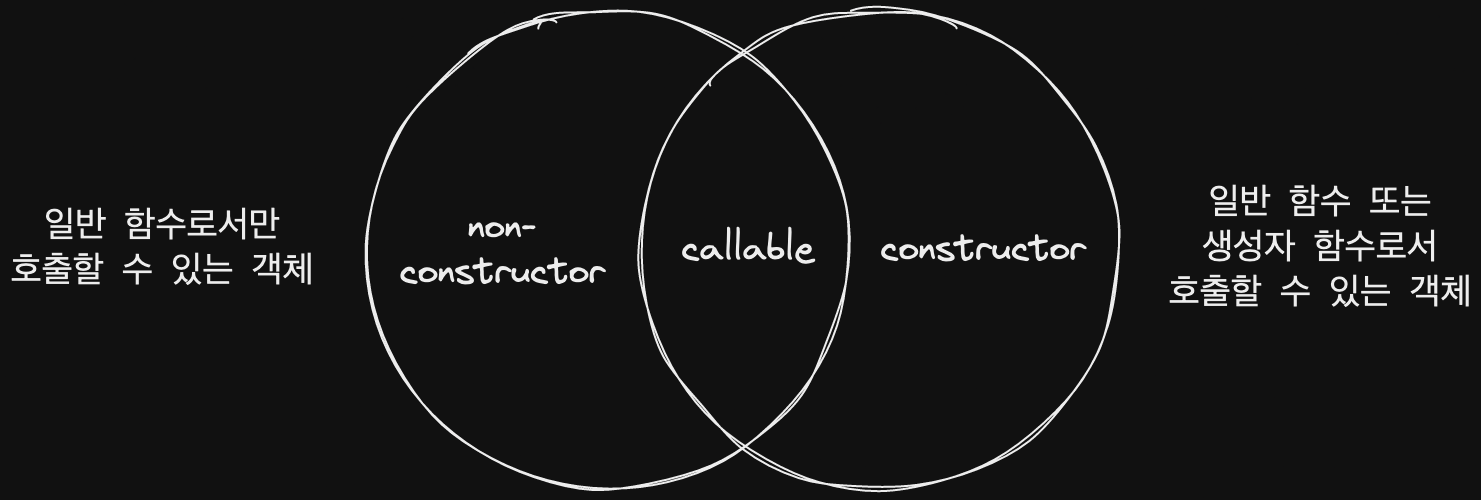 일반 함수로서만
호출할 수 있는 객체
non-
constructor
callable
constructor
일반 함수 또는
생성자 함수로서
호출할 수 있는 객체